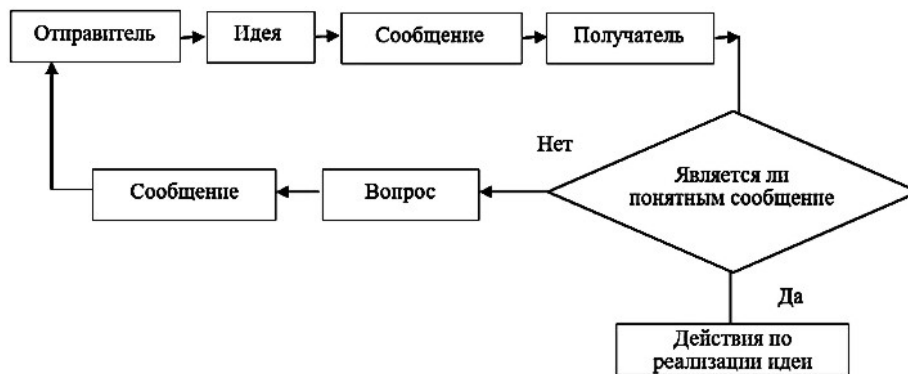 Отправитель
Идея
Сообщение
Получатель
Нет
Является ли
понятным сообщение
Вопрос
Сообщение
Да
Действия по
реализации идеи